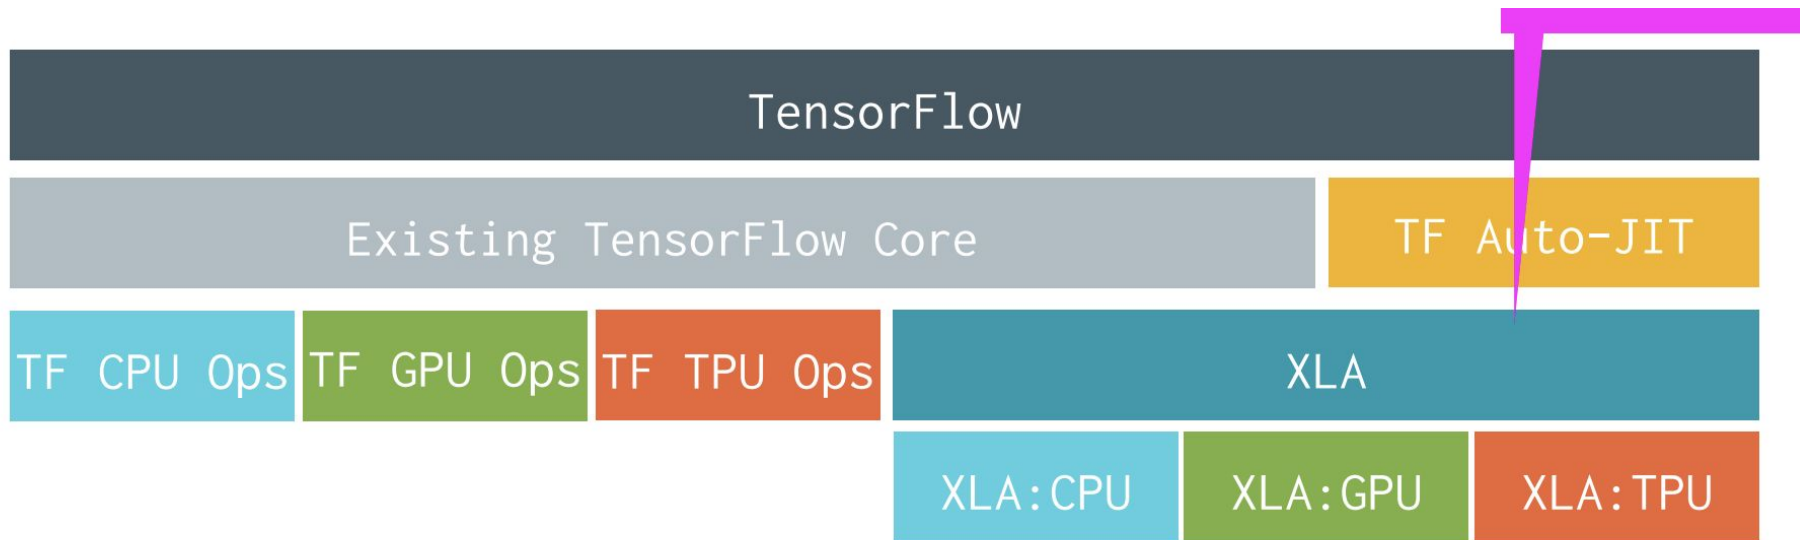 TensorFlow
Existing TensorFlow Core
TF Auto-JIT
TF CPU Ops
TF GPU Ops
TF TPU Ops
XLA
XLA:CPU
XLA:GPU
XLA:TPU